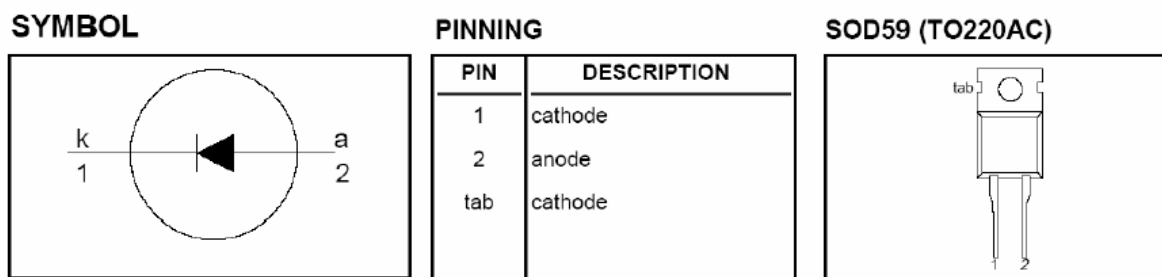 SYMBOL
k
1
a
2
PINNING
PIN DESCRIPTION
1 cathode
2 anode
tab cathode
SOD59 (TO220AC)
tab
1 2